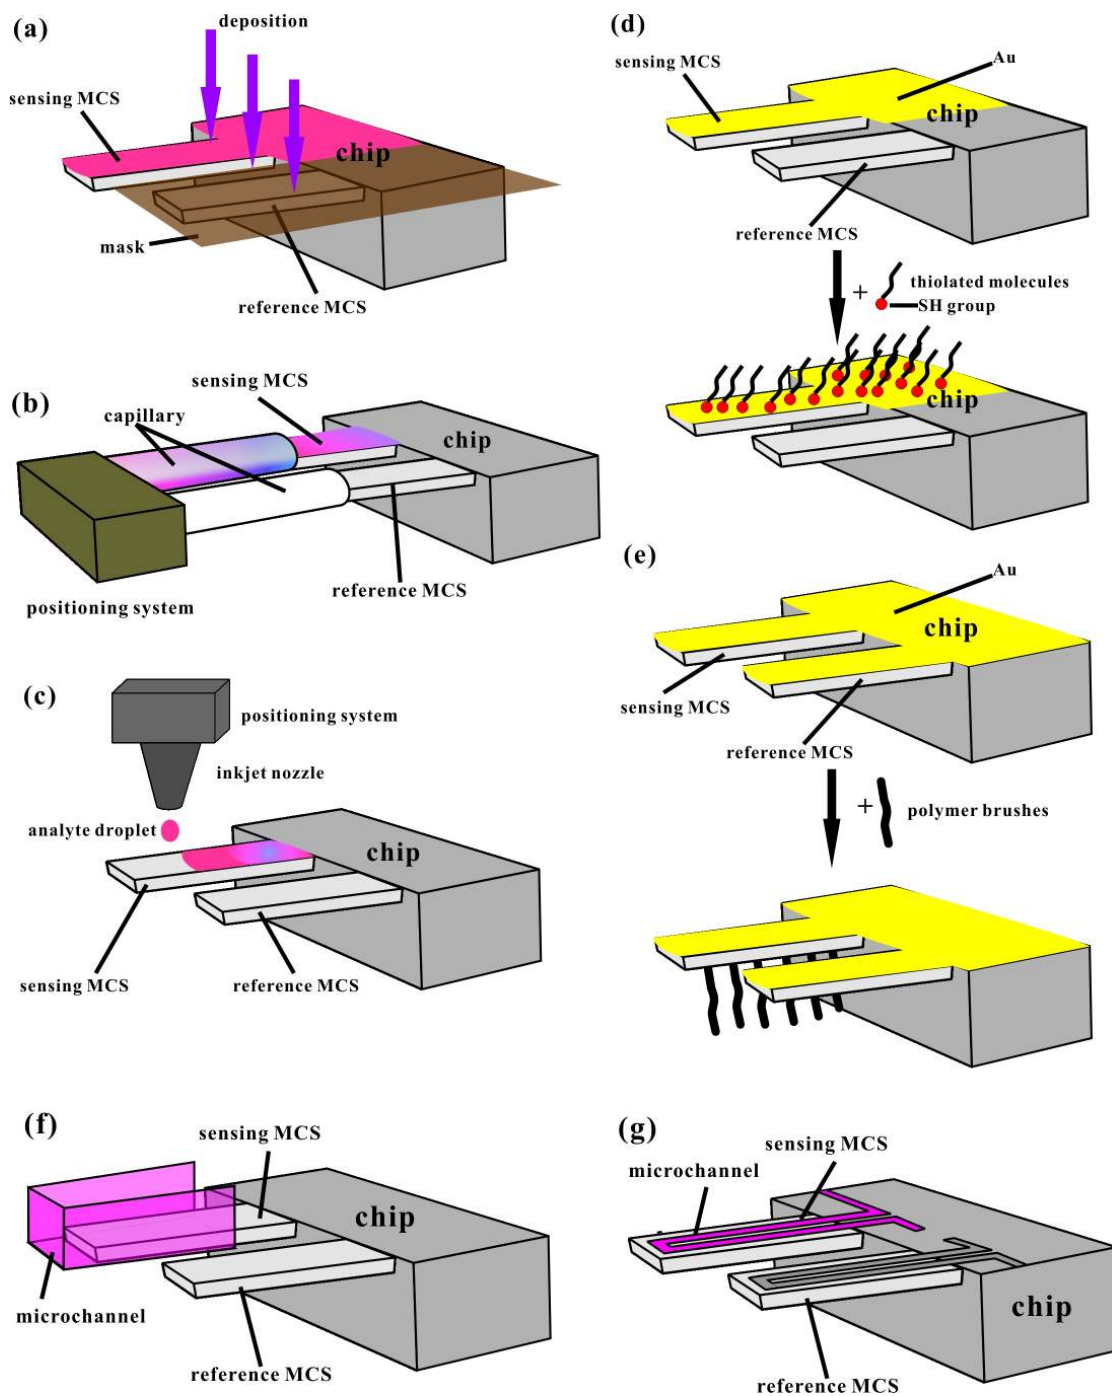 (a)
deposition
sensing MCS
chip
mask
reference MCS
(b)
sensing MCS
capillary
chip
reference MCS
positioning system
(c)
positioning system
inkjet nozzle
analyte droplet
chip
sensing MCS
reference MCS
(d)
sensing MCS
Au
chip
reference MCS
+
thiolated molecules
SH group
chip
(e)
Au
chip
sensing MCS
reference MCS
+
polymer brushes
(f)
sensing MCS
chip
microchannel
reference MCS
(g)
sensing MCS
microchannel
chip
reference MCS